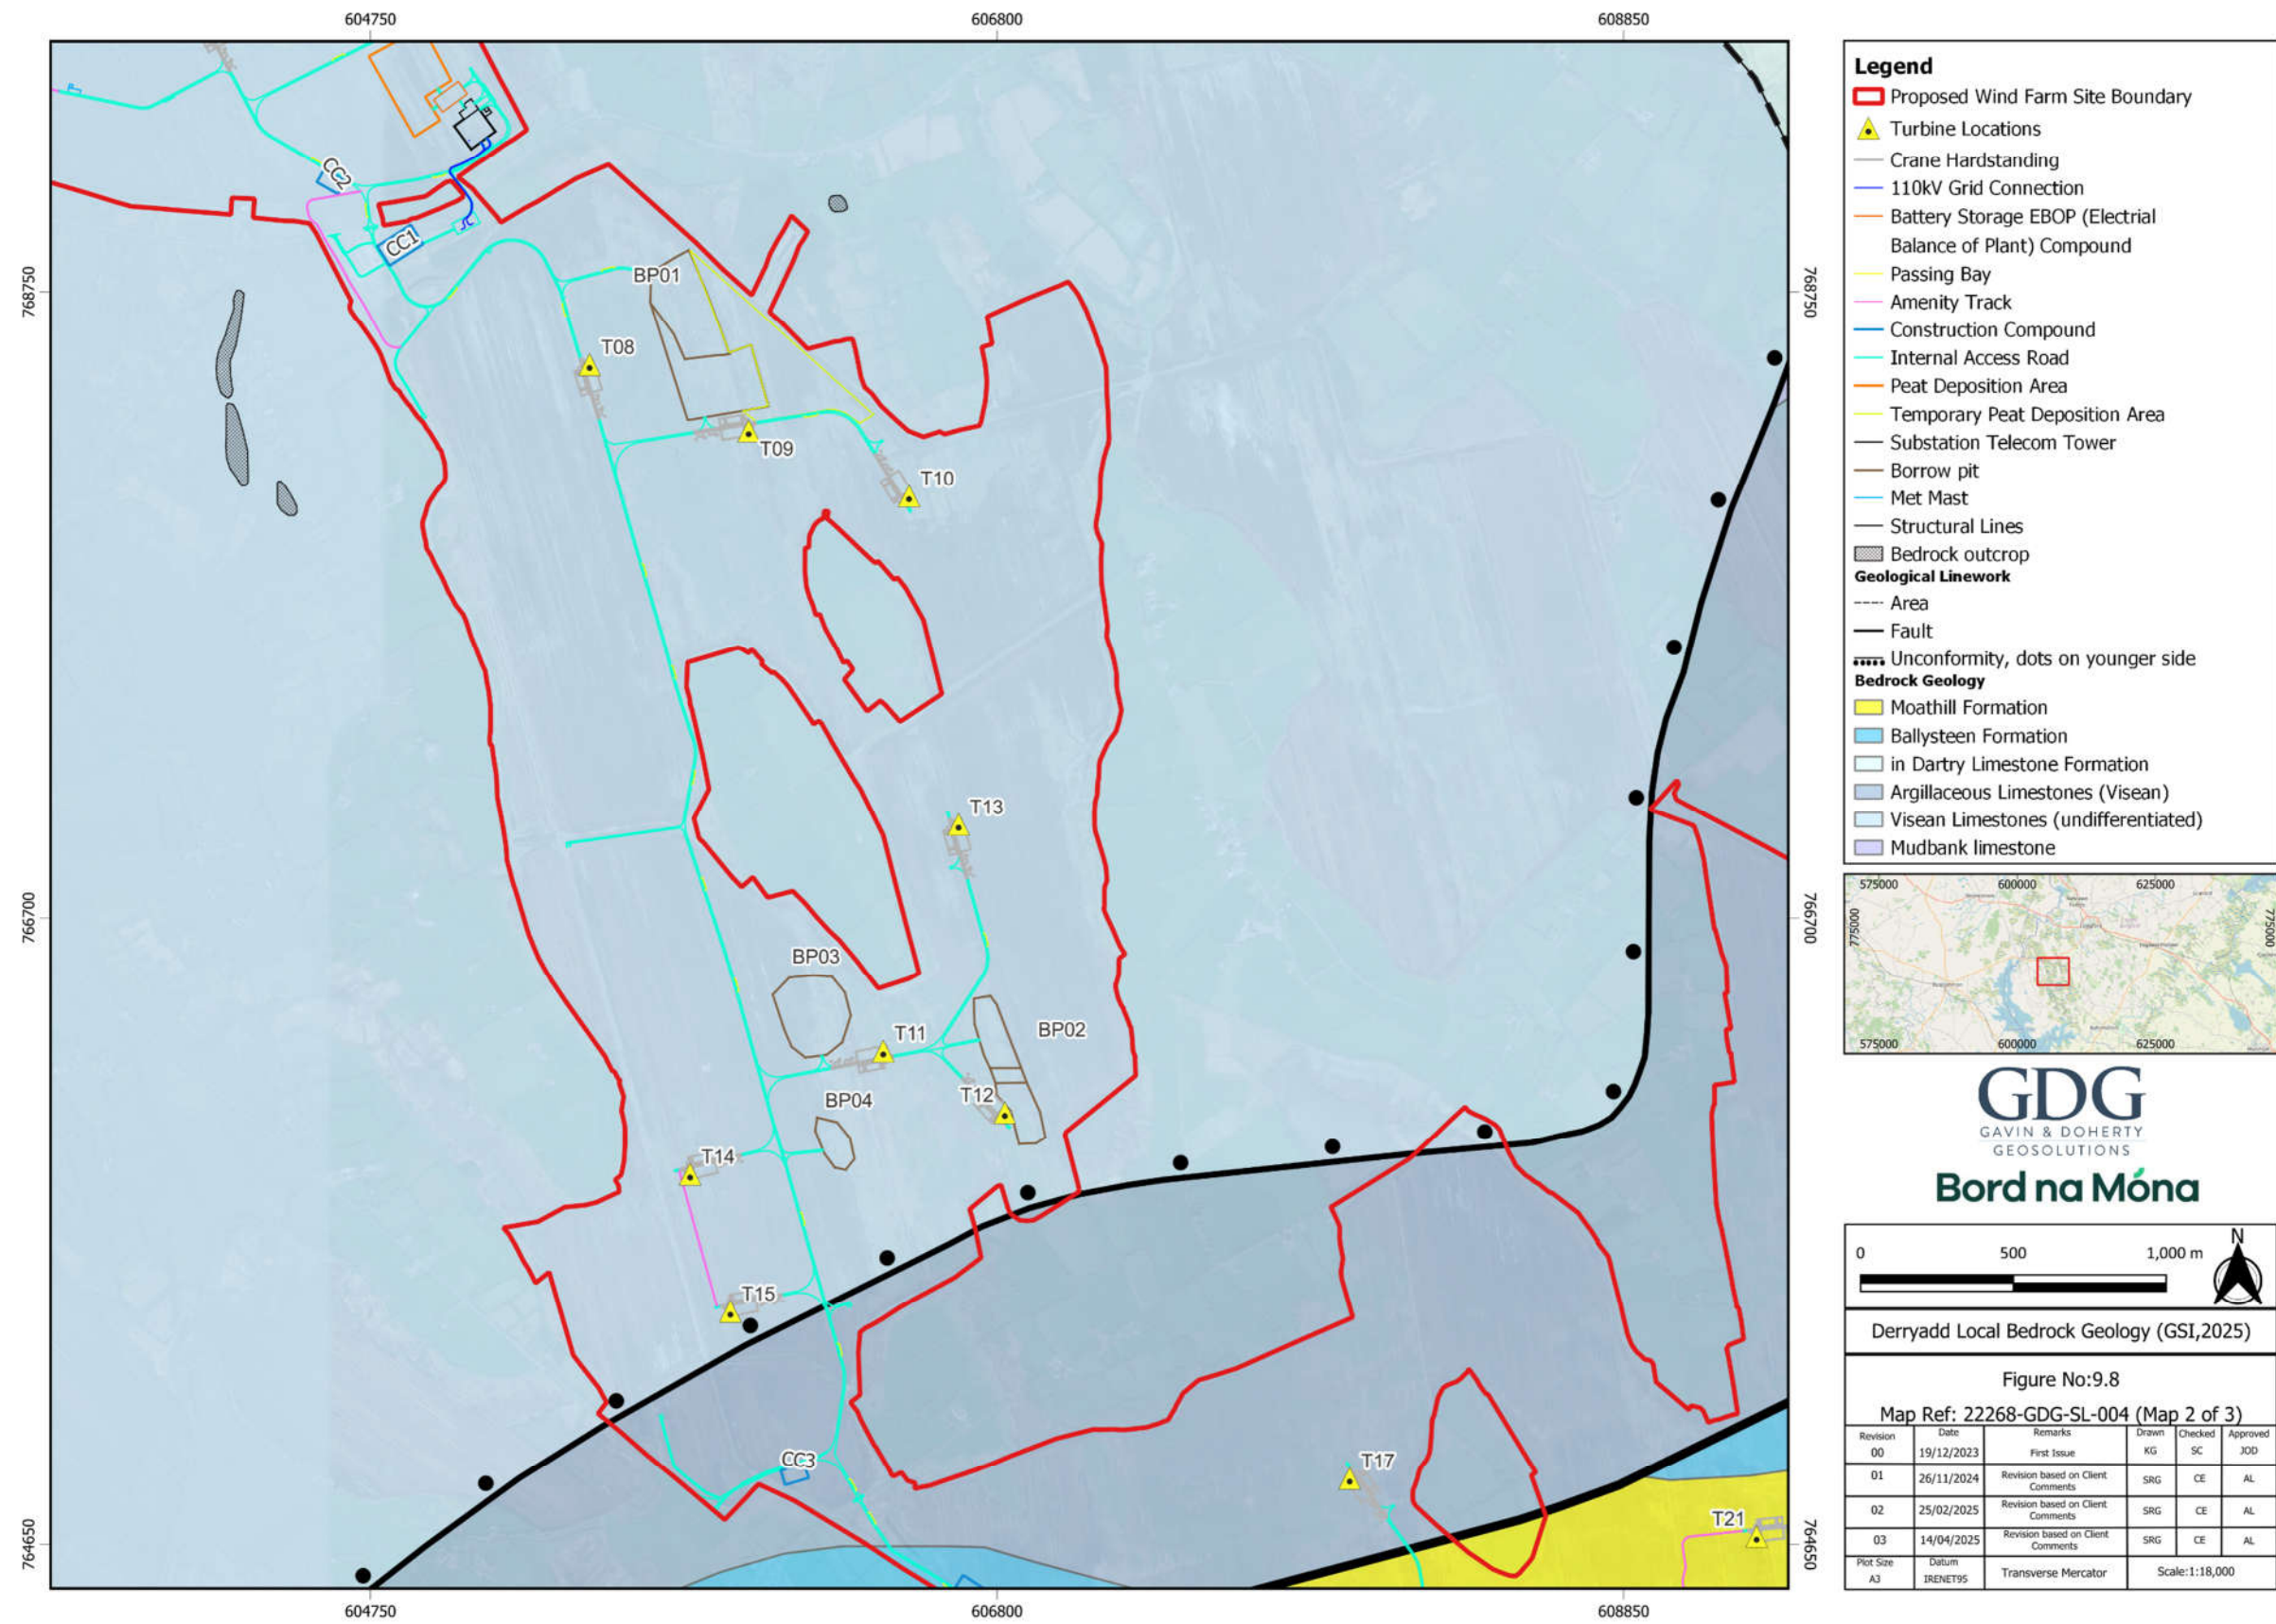 604750
606800
608850
768750
766700
764650
768750
766700
764650
604750
606800
608850
CC2
CC1
BP01
T08
T09
T10
T13
BP03
T11
BP02
T12
BP04
T14
T15
CC3
T17
T21
Legend
Proposed Wind Farm Site Boundary
Turbine Locations
Crane Hardstanding
110kV Grid Connection
Battery Storage EBOP (Electrial
Balance of Plant) Compound
Passing Bay
Amenity Track
Construction Compound
Internal Access Road
Peat Deposition Area
Temporary Peat Deposition Area
Substation Telecom Tower
Borrow pit
Met Mast
Structural Lines
Bedrock outcrop
Geological Linework
Area
Fault
Unconformity, dots on younger side
Bedrock Geology
Moathill Formation
Ballysteen Formation
in Dartry Limestone Formation
Argillaceous Limestones (Visean)
Visean Limestones (undifferentiated)
Mudbank limestone
575000 600000 625000
775000
775000
575000 600000 625000
GDG
GAVIN & DOHERTY
GEOSOLUTIONS
Bord na Móna
0 500 1,000 m
N
Derryadd Local Bedrock Geology (GSI,2025)
Figure No:9.8
Map Ref: 22268-GDG-SL-004 (Map 2 of 3)
Revision Date Remarks Drawn Checked Approved
00 19/12/2023 First Issue KG SC JOD
01 26/11/2024 Revision based on Client Comments SRG CE AL
02 25/02/2025 Revision based on Client Comments SRG CE AL
03 14/04/2025 Revision based on Client Comments SRG CE AL
Plot Size Datum Transverse Mercator Scale:1:18,000
A3 IRENET95